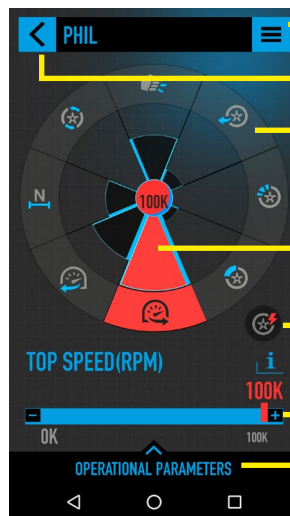 PHIL
N
100K
TOP SPEED(RPM)
i
100K
- +
0K 100K
OPERATIONAL PARAMETERS